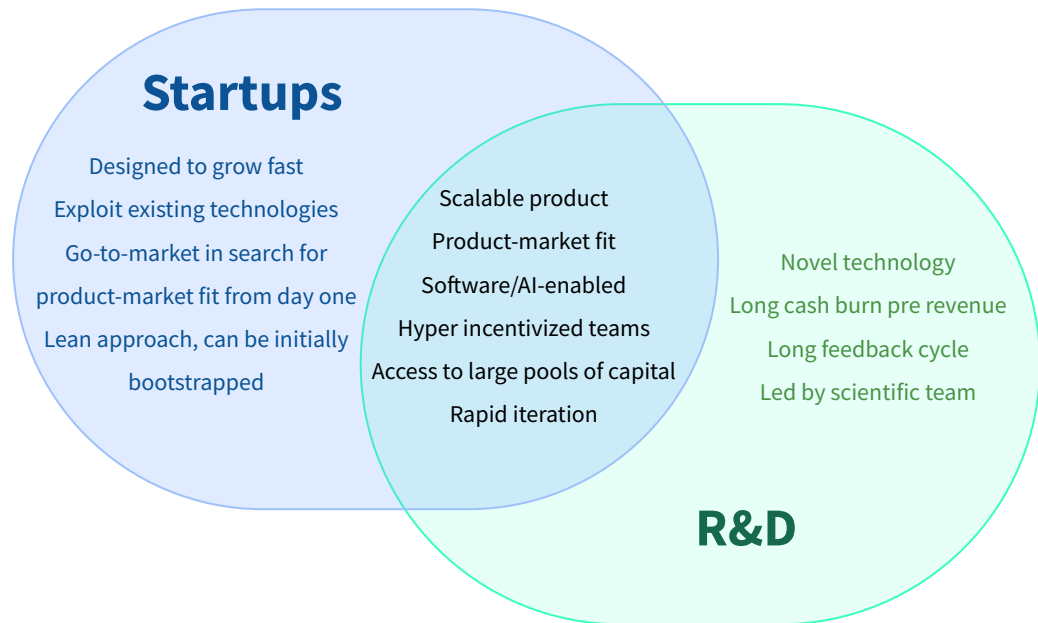 Startups
Designed to grow fast
Exploit existing technologies
Go-to-market in search for
product-market fit from day one
Lean approach, can be initially
bootstrapped
Scalable product
Product-market fit
Software/AI-enabled
Hyper incentivized teams
Access to large pools of capital
Rapid iteration
Novel technology
Long cash burn pre revenue
Long feedback cycle
Led by scientific team
R&D